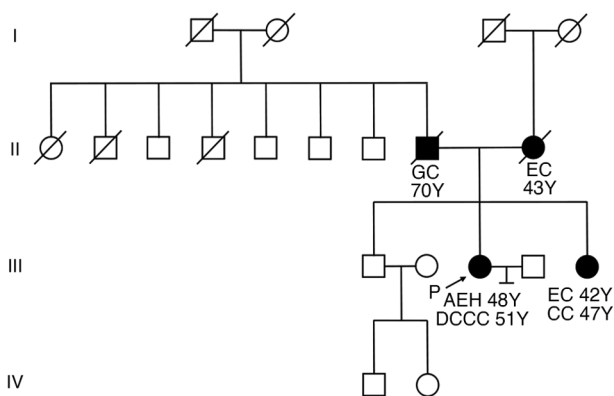 I
II
GC
70Y
EC
43Y
III
P
AEH 48Y
DCCC 51Y
EC 42Y
CC 47Y
IV